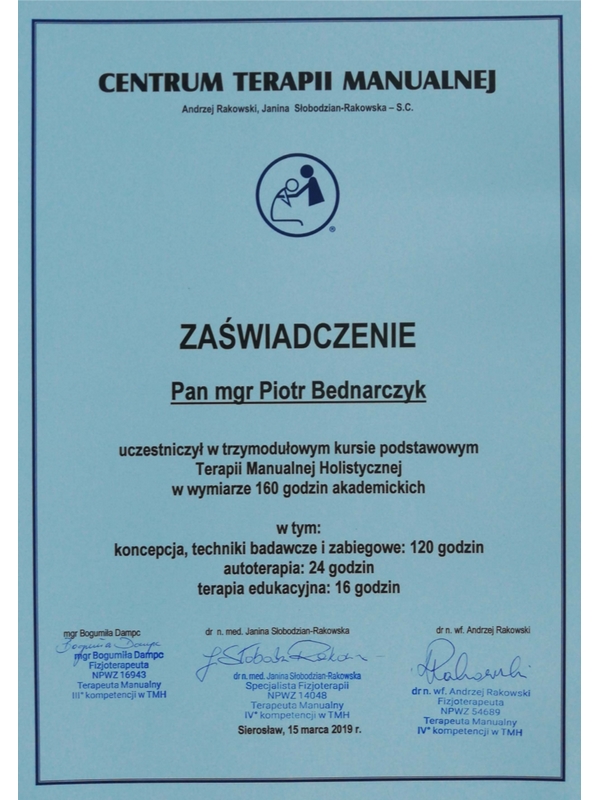 CENTRUM TERAPII MANUALNEJ
Andrzej Rakowski, Janina Słobodzian-Rakowska – S.C.
®
ZAŚWIADCZENIE
Pan mgr Piotr Bednarczyk
uczestniczył w trzymodułowym kursie podstawowym
Terapii Manualnej Holistycznej
w wymiarze 160 godzin akademickich
w tym:
koncepcja, techniki badawcze i zabiegowe: 120 godzin
autoterapia: 24 godzin
terapia edukacyjna: 16 godzin
mgr Bogumiła Dampc
Bogumiła Dampc
mgr Bogumiła Dampc
Fizjoterapeuta
NPWZ 16943
Terapeuta Manualny
III° kompetencji w TMH
dr n. med. Janina Słobodzian-Rakowska
dr n. med. Janina Słobodzian-Rakowska
Specjalista Fizjoterapii
NPWZ 14048
Terapeuta Manualny
IV° kompetencji w TMH
dr n. wf. Andrzej Rakowski
Rakowski
dr n. wf. Andrzej Rakowski
Fizjoterapeuta
NPWZ 54689
Terapeuta Manualny
IV° kompetencji w TMH
Sierosław, 15 marca 2019 r.